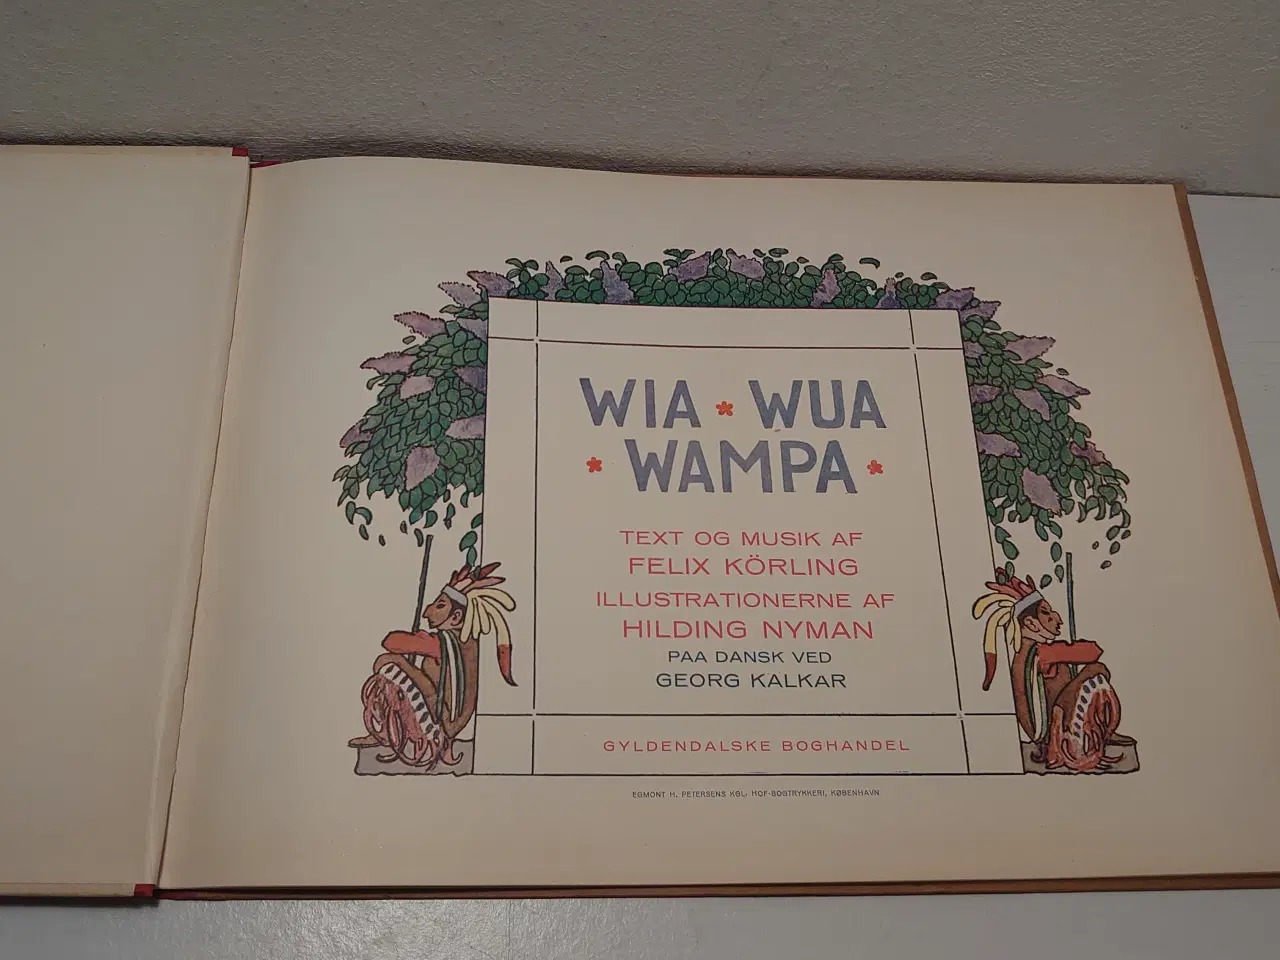 WIA WUA
WAMPA
TEXT OG MUSIK AF
FELIX KÖRLING
ILLUSTRATIONERNE AF
HILDING NYMAN
PAA DANSK VED
GEORG KALKAR
GYLDENDALSKE BOGHANDEL
EGMONT H. PETERSENS KGL. HOF-BOGTRYKKERI, KØBENHAVN